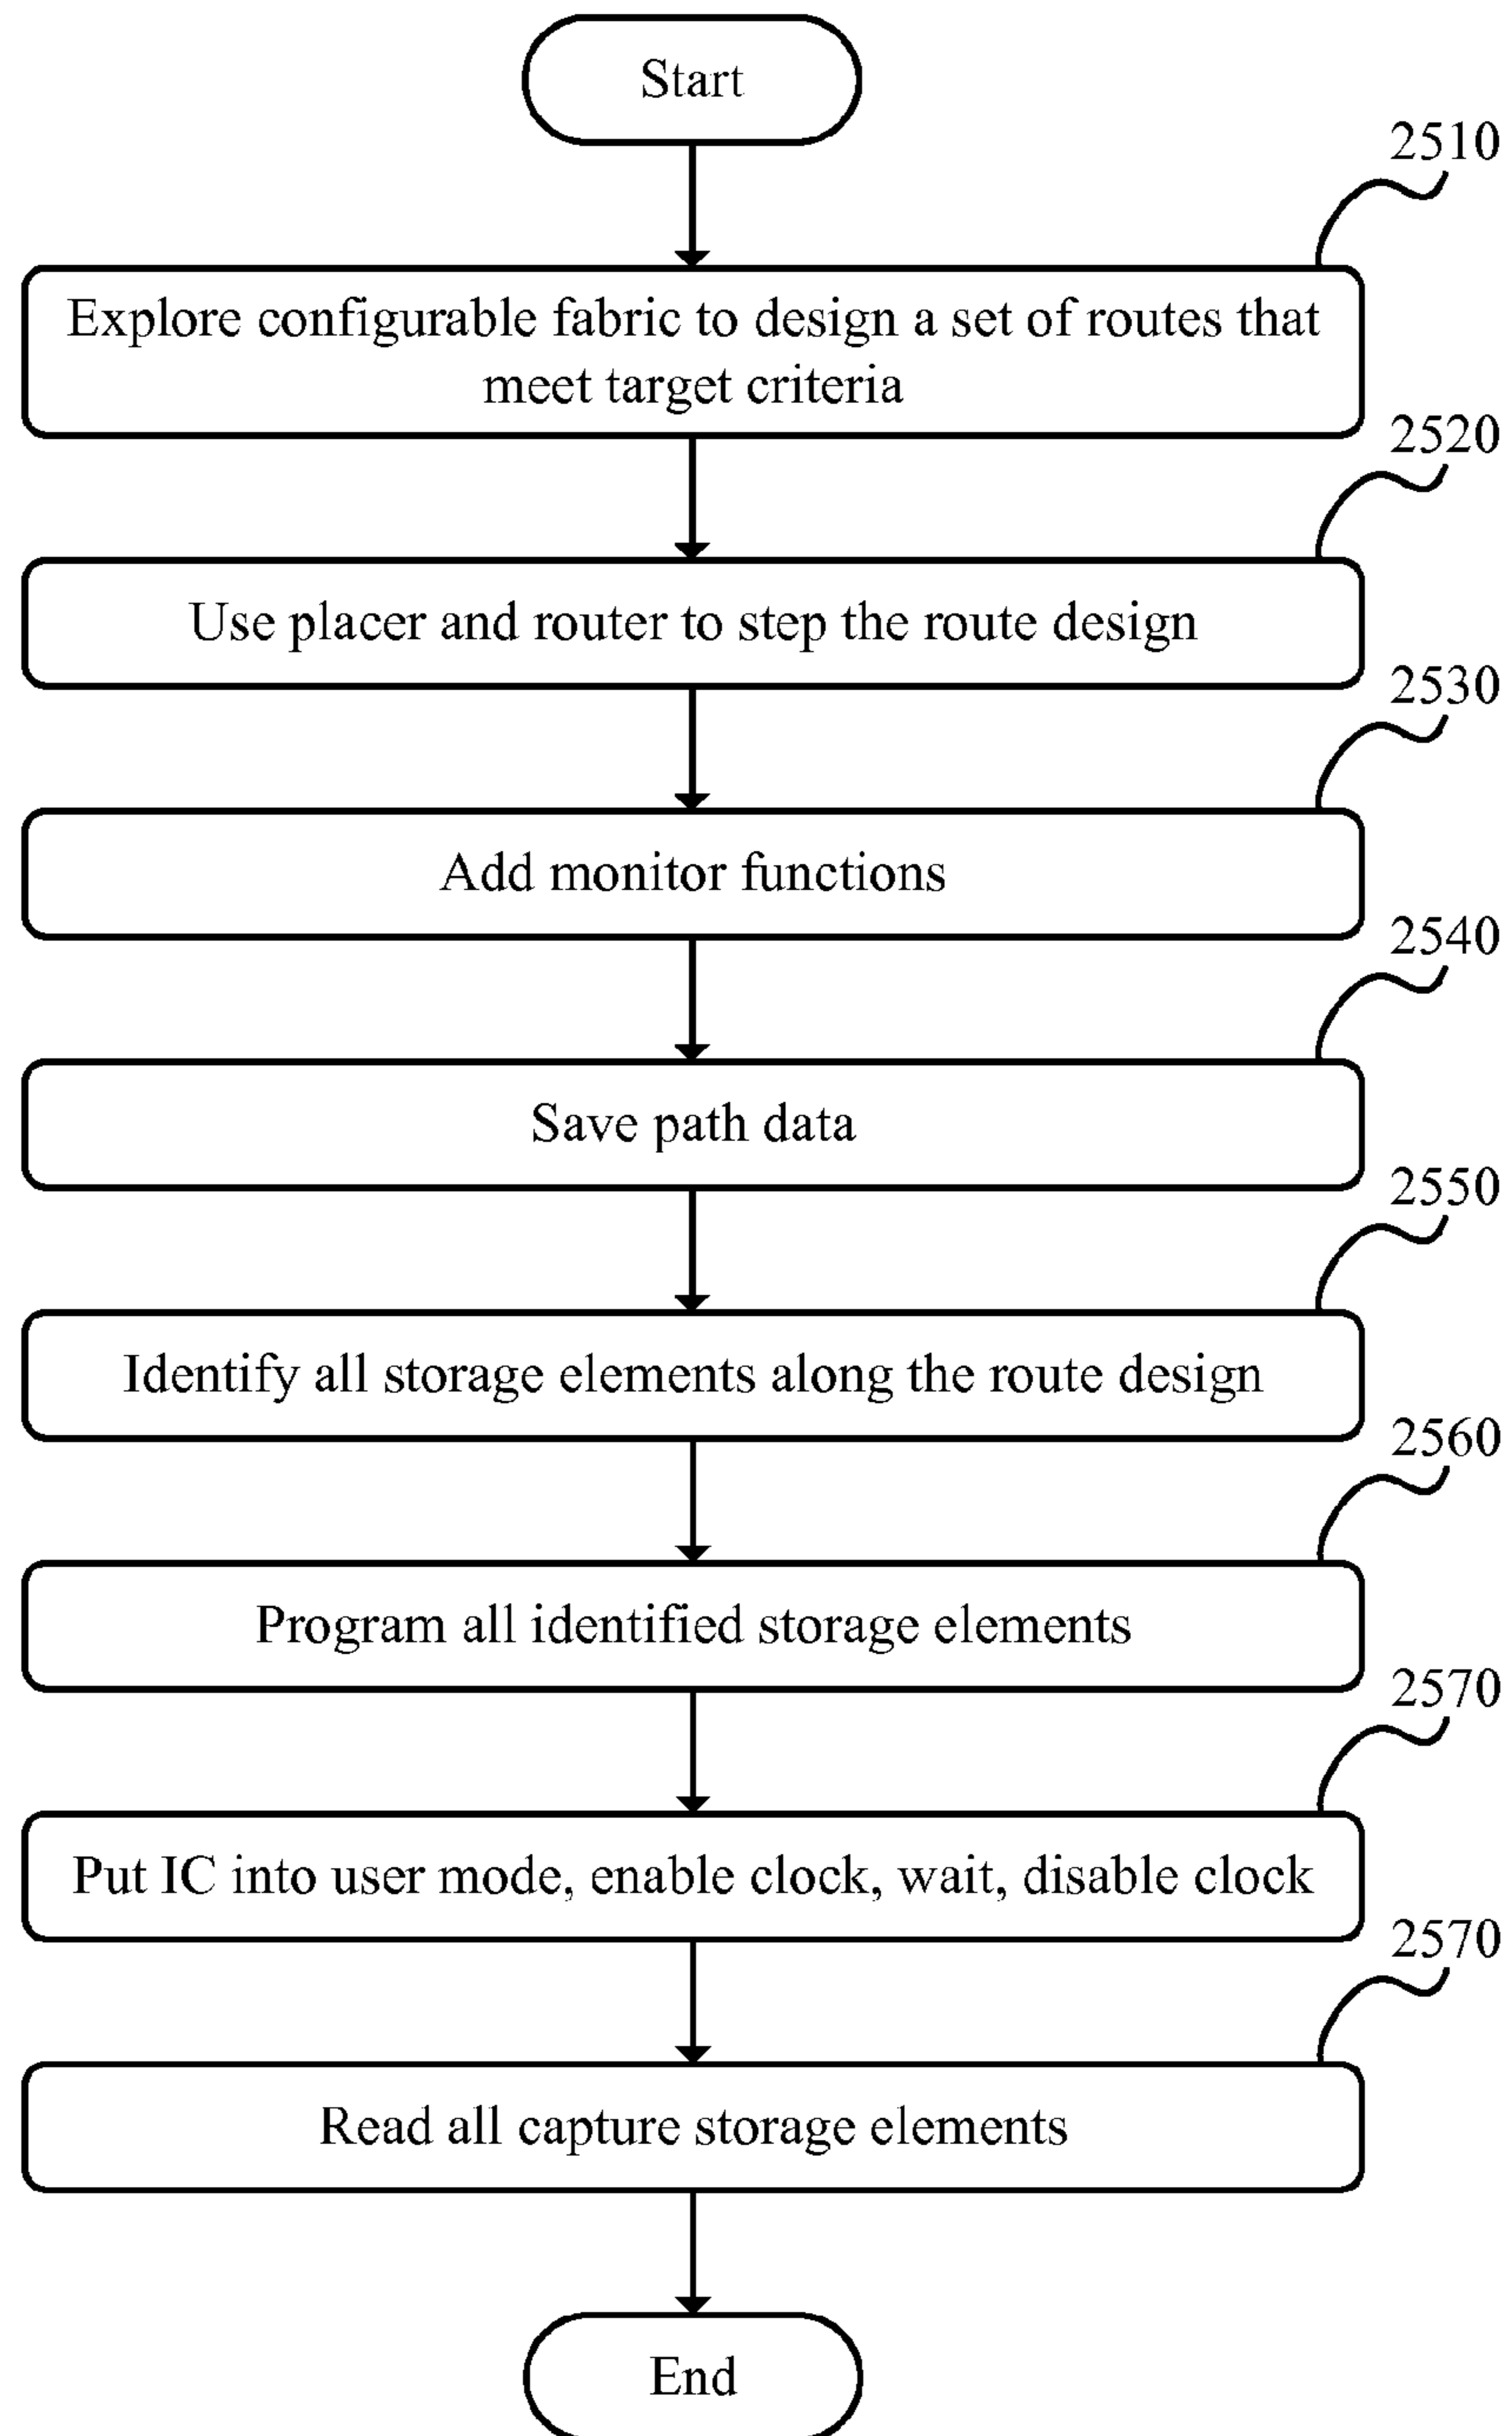 Start
2510
Explore configurable fabric to design a set of routes that
meet target criteria
2520
Use placer and router to step the route design
2530
Add monitor functions
2540
Save path data
2550
Identify all storage elements along the route design
2560
Program all identified storage elements
2570
Put IC into user mode, enable clock, wait, disable clock
2570
Read all capture storage elements
End